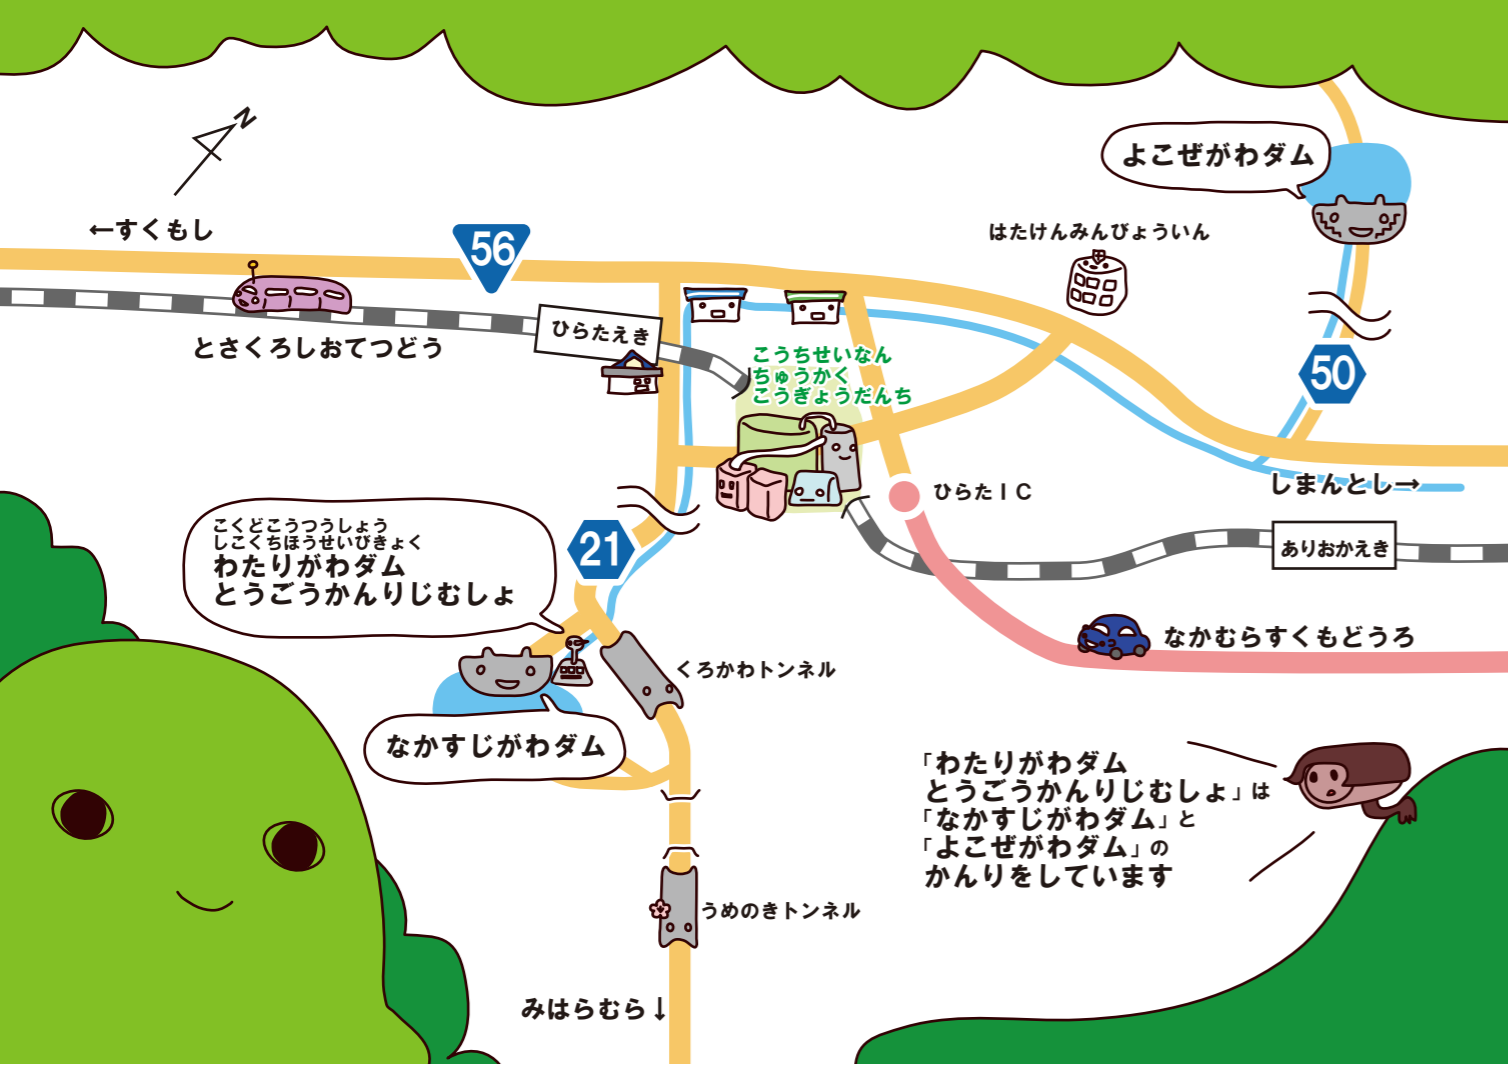 N
よこぜがわダム
←すくもし
56
はたけんみんびょういん
ひらたえき
とさくろしおてつどう
こうちせいなん
ちゅうかく
こうぎょうだんち
50
しまんとし→
ひらたIC
ありおかえき
こくどこうつうしょう
しこくちほうせいびきょく
わたりがわダム
とうごうかんりじむしょ
21
なかむらすくもどうろ
くろかわトンネル
なかすじがわダム
「わたりがわダム
とうごうかんりじむしょ」は
「なかすじがわダム」と
「よこぜがわダム」の
かんりをしています
うめのきトンネル
みはらむら↓